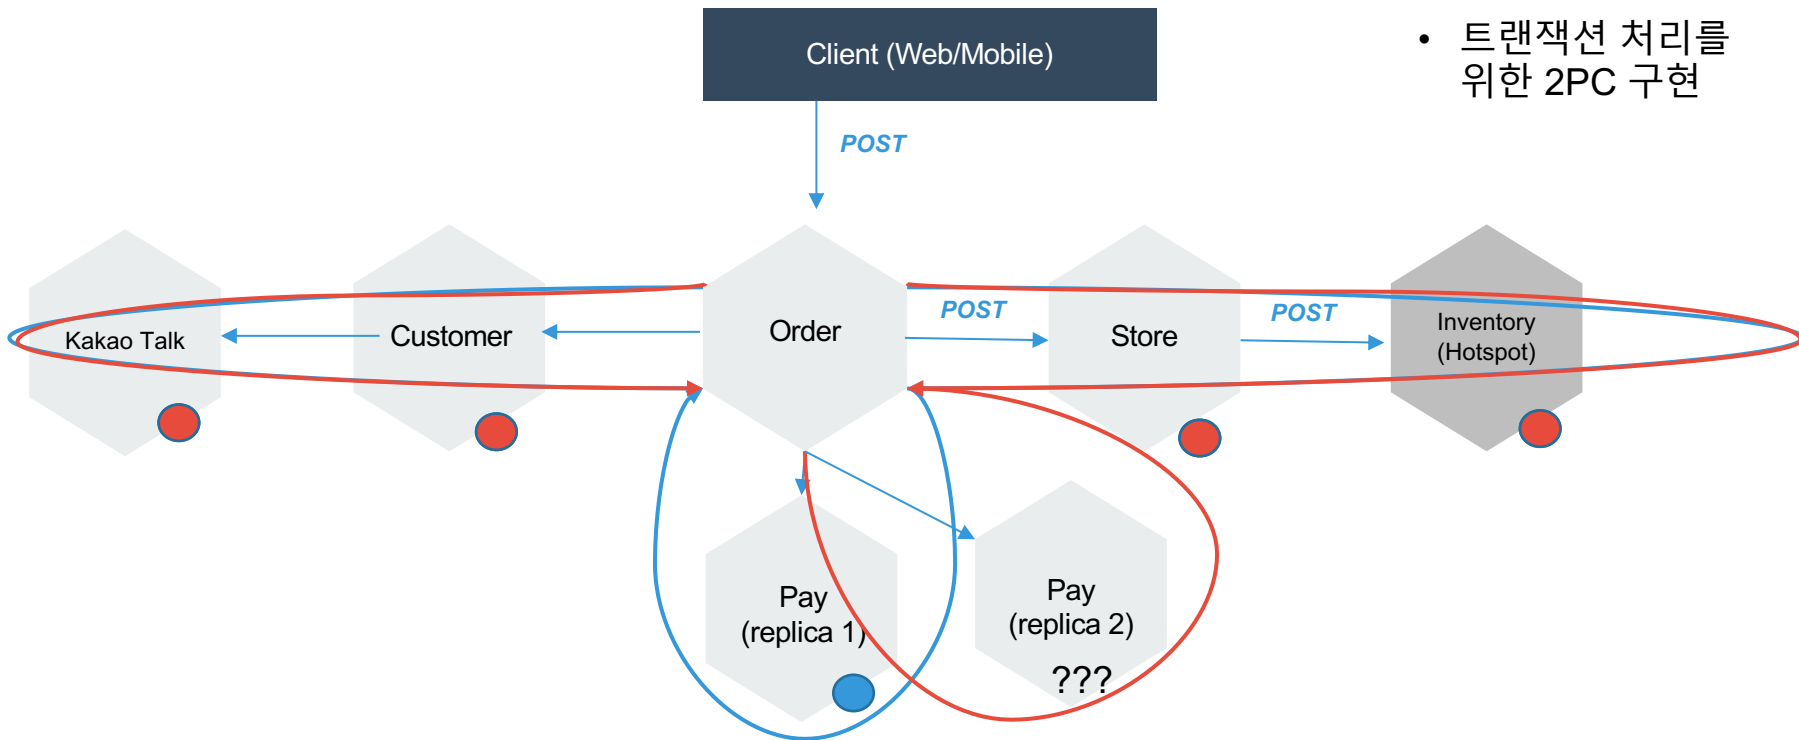 Client (Web/Mobile)
• 트랜잭션 처리를
위한 2PC 구현
POST
Kakao Talk
Customer
Order
POST
Store
POST
Inventory
(Hotspot)
Pay
(replica 1)
Pay
(replica 2)
???